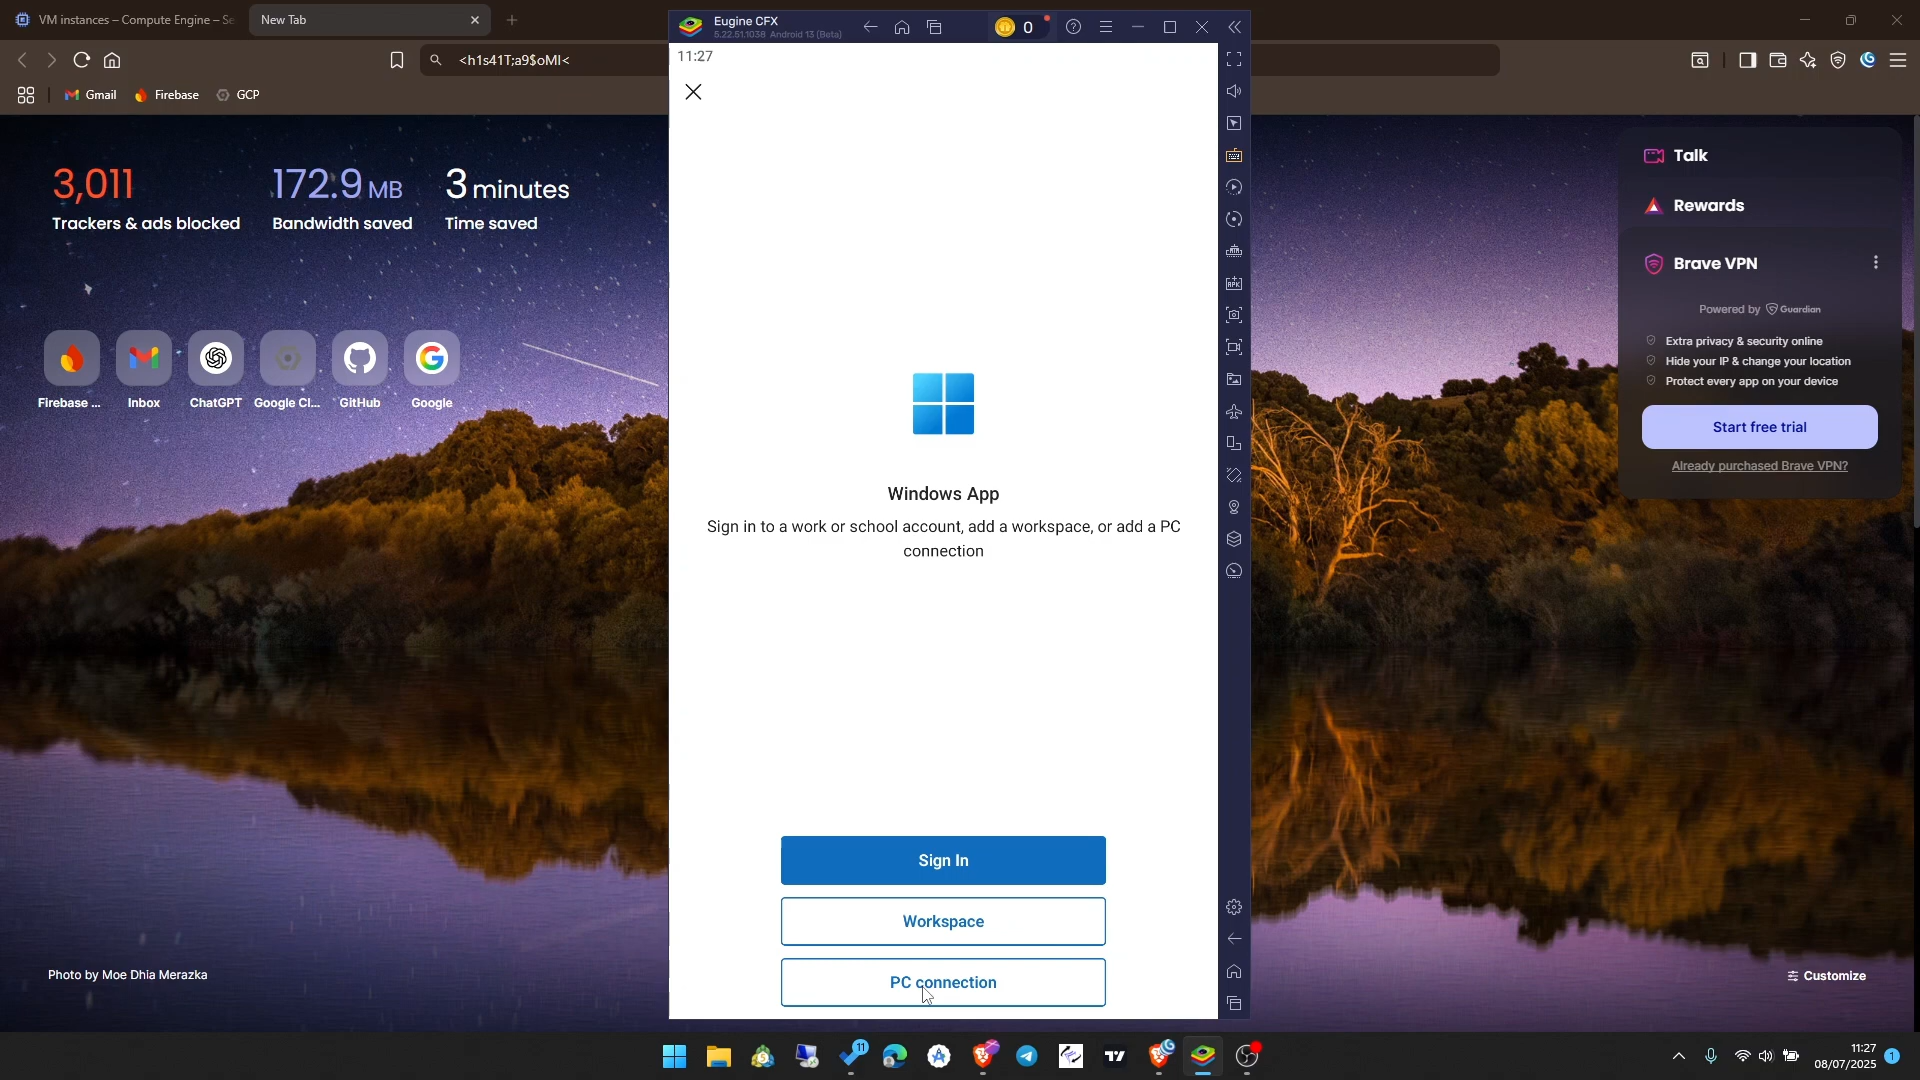 VM instances – Compute Engine – Se
New Tab
<h1s41T;a9$oMI<
Gmail
Firebase
GCP
3,011
Trackers & ads blocked
172.9 MB
Bandwidth saved
3 minutes
Time saved
Firebase ...
Inbox
ChatGPT
Google Cl...
GitHub
Google
Photo by Moe Dhia Merazka
Eugine CFX
5.22.51.1038 Android 13 (Beta)
0
11:27
Windows App
Sign in to a work or school account, add a workspace, or add a PC
connection
Sign In
Workspace
PC connection
Talk
Rewards
Brave VPN
Powered by Guardian
Extra privacy & security online
Hide your IP & change your location
Protect every app on your device
Start free trial
Already purchased Brave VPN?
Customize
11
11:27
08/07/2025
1